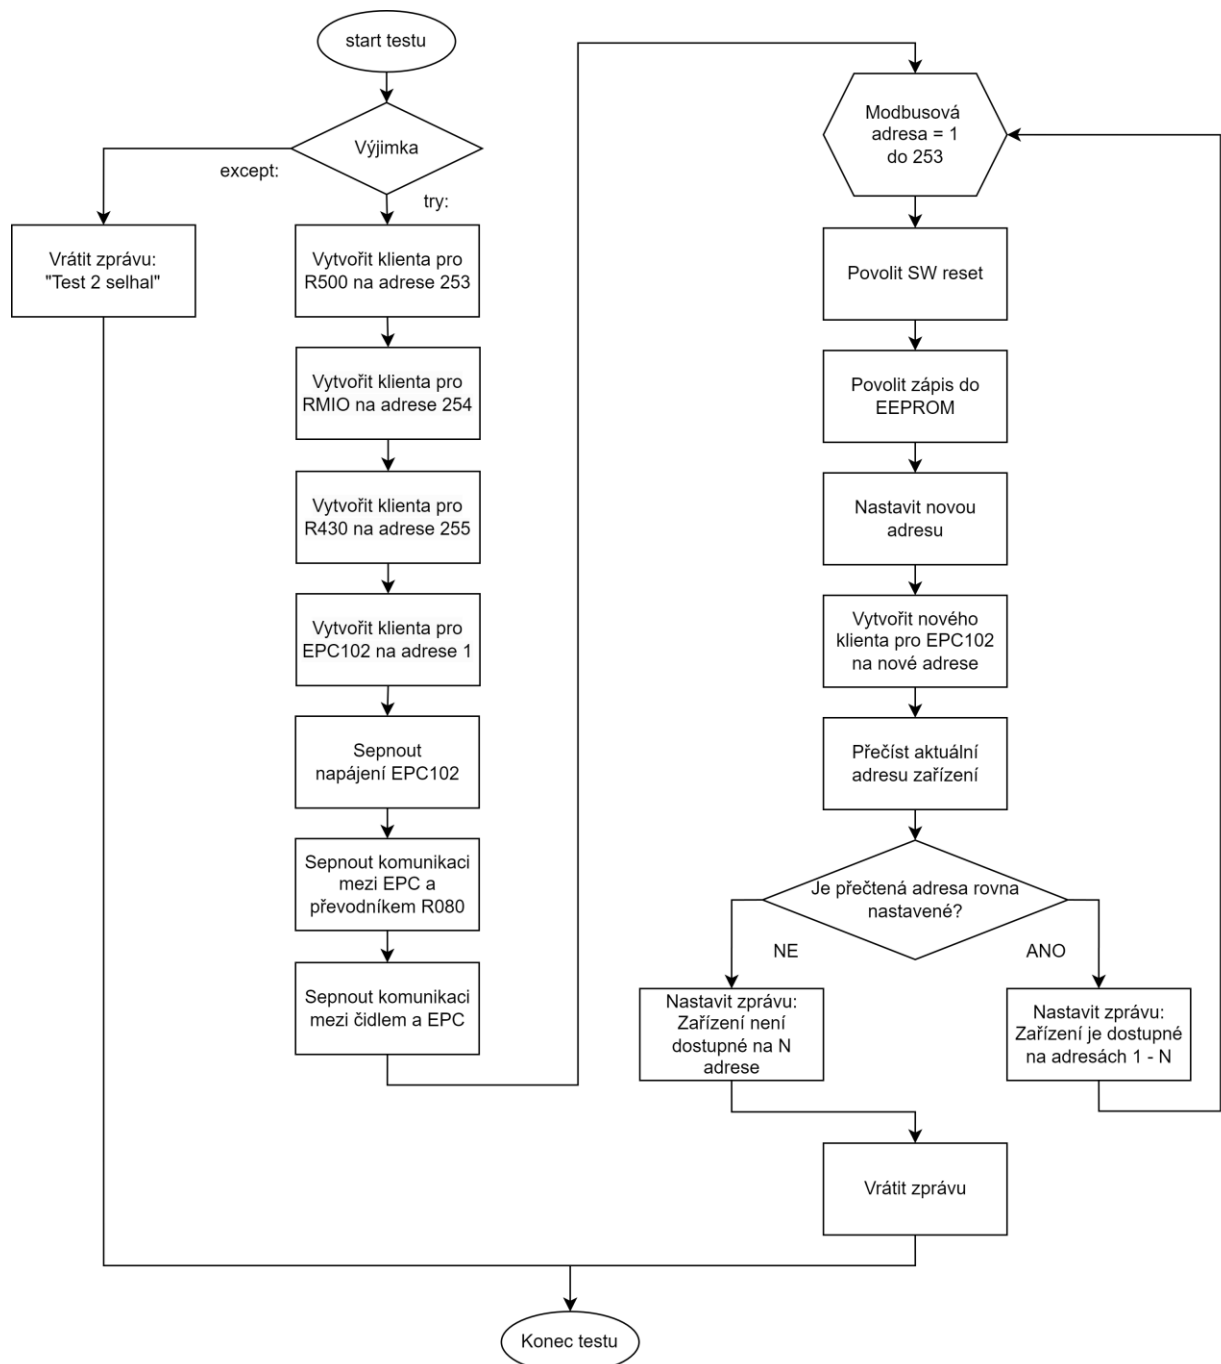 start testu
Výjimka
except:
try:
Vrátit zprávu:
"Test 2 selhal"
Vytvořit klienta pro
R500 na adrese 253
Vytvořit klienta pro
RMIO na adrese 254
Vytvořit klienta pro
R430 na adrese 255
Vytvořit klienta pro
EPC102 na adrese 1
Sepnout
napájení EPC102
Sepnout komunikaci
mezi EPC a
převodníkem R080
Sepnout komunikaci
mezi čidlem a EPC
Modbusová
adresa = 1
do 253
Povolit SW reset
Povolit zápis do
EEPROM
Nastavit novou
adresu
Vytvořit nového
klienta pro EPC102
na nové adrese
Přečíst aktuální
adresu zařízení
Je přečtená adresa rovna
nastavené?
NE
ANO
Nastavit zprávu:
Zařízení není
dostupné na N
adrese
Nastavit zprávu:
Zařízení je dostupné
na adresách 1 - N
Vrátit zprávu
Konec testu